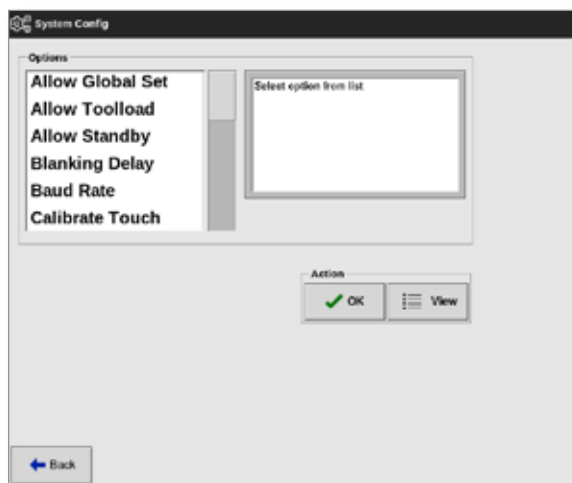 System Config
Options
Allow Global Set
Allow Toolload
Allow Standby
Blanking Delay
Baud Rate
Calibrate Touch
Select option from list
Action
OK
View
Back